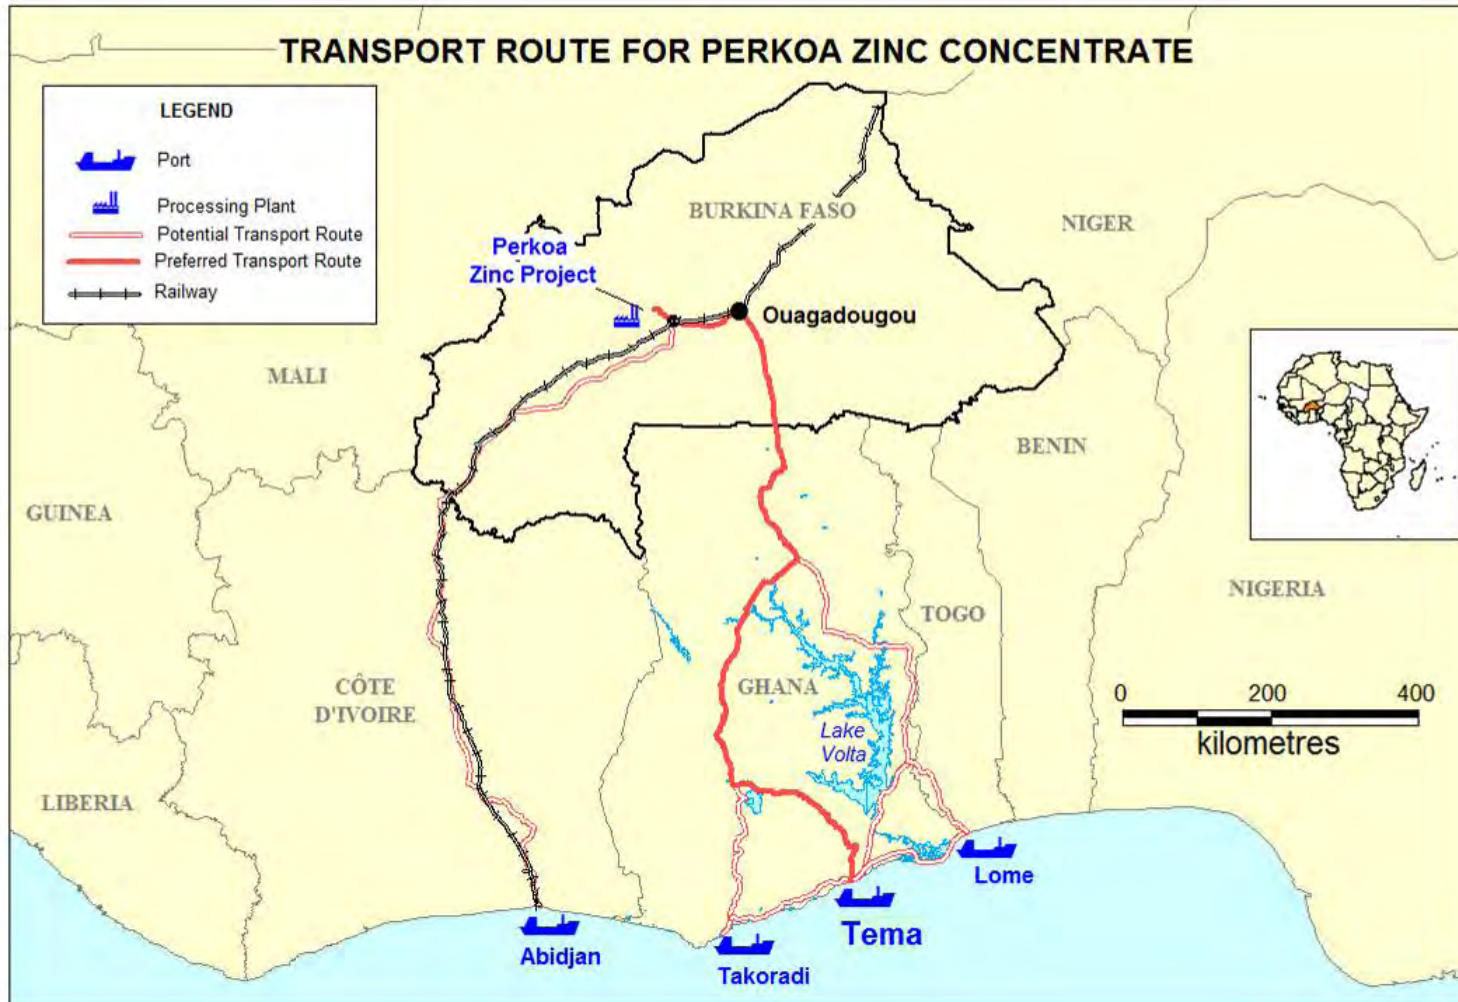 TRANSPORT ROUTE FOR PERKOA ZINC CONCENTRATE
LEGEND
Port
Processing Plant
Potential Transport Route
Preferred Transport Route
Railway
BURKINA FASO
NIGER
Perkoa
Zinc Project
Ouagadougou
MALI
BENIN
GUINEA
NIGERIA
TOGO
CÔTE
D'IVOIRE
GHANA
Lake
Volta
0 200 400
kilometres
LIBERIA
Lome
Tema
Abidjan
Takoradi